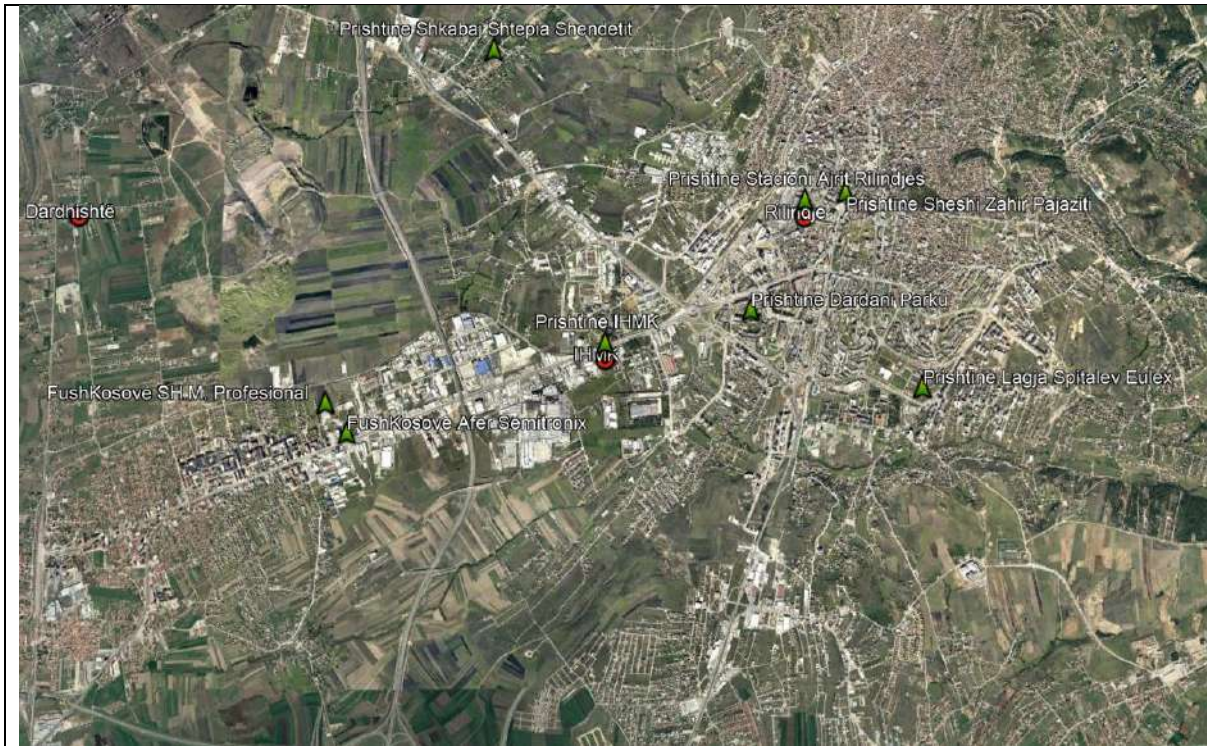 Prishtine Shkabaj Shtepia Shendetit
Prishtine Stacioni Ajrit Rilindjes
Prishtine Sheshi Zahir Pajaziti
Dardhishtë
Rilindje
Prishtine Dardani Parku
Prishtine IHMK
IHMK
Prishtine Lagja Spitalev Eulex
FushKosove SH.M. Profesional
FushKosove Afer Semitronix